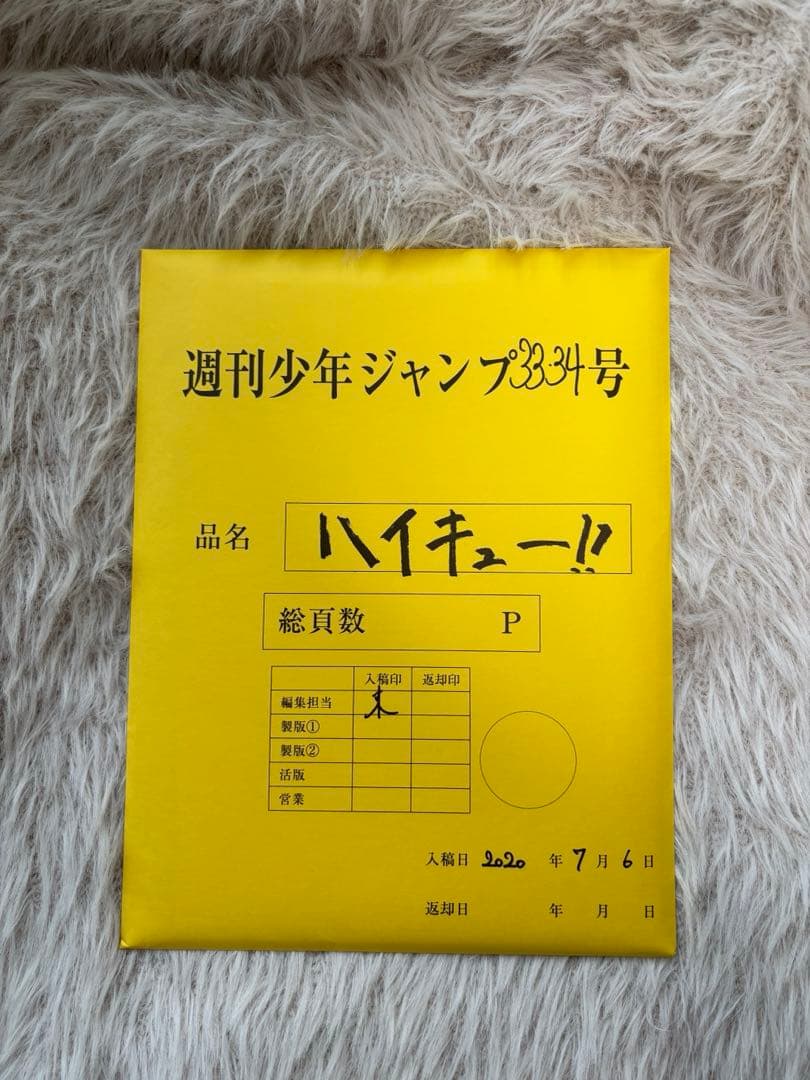 週刊少年ジャンプ33・34号
品名 ハイキュー!!
総頁数 P
入稿印 返却印
編集担当
製版①
製版②
活版
営業
入稿日 2020 年 7 月 6 日
返却日 年 月 日